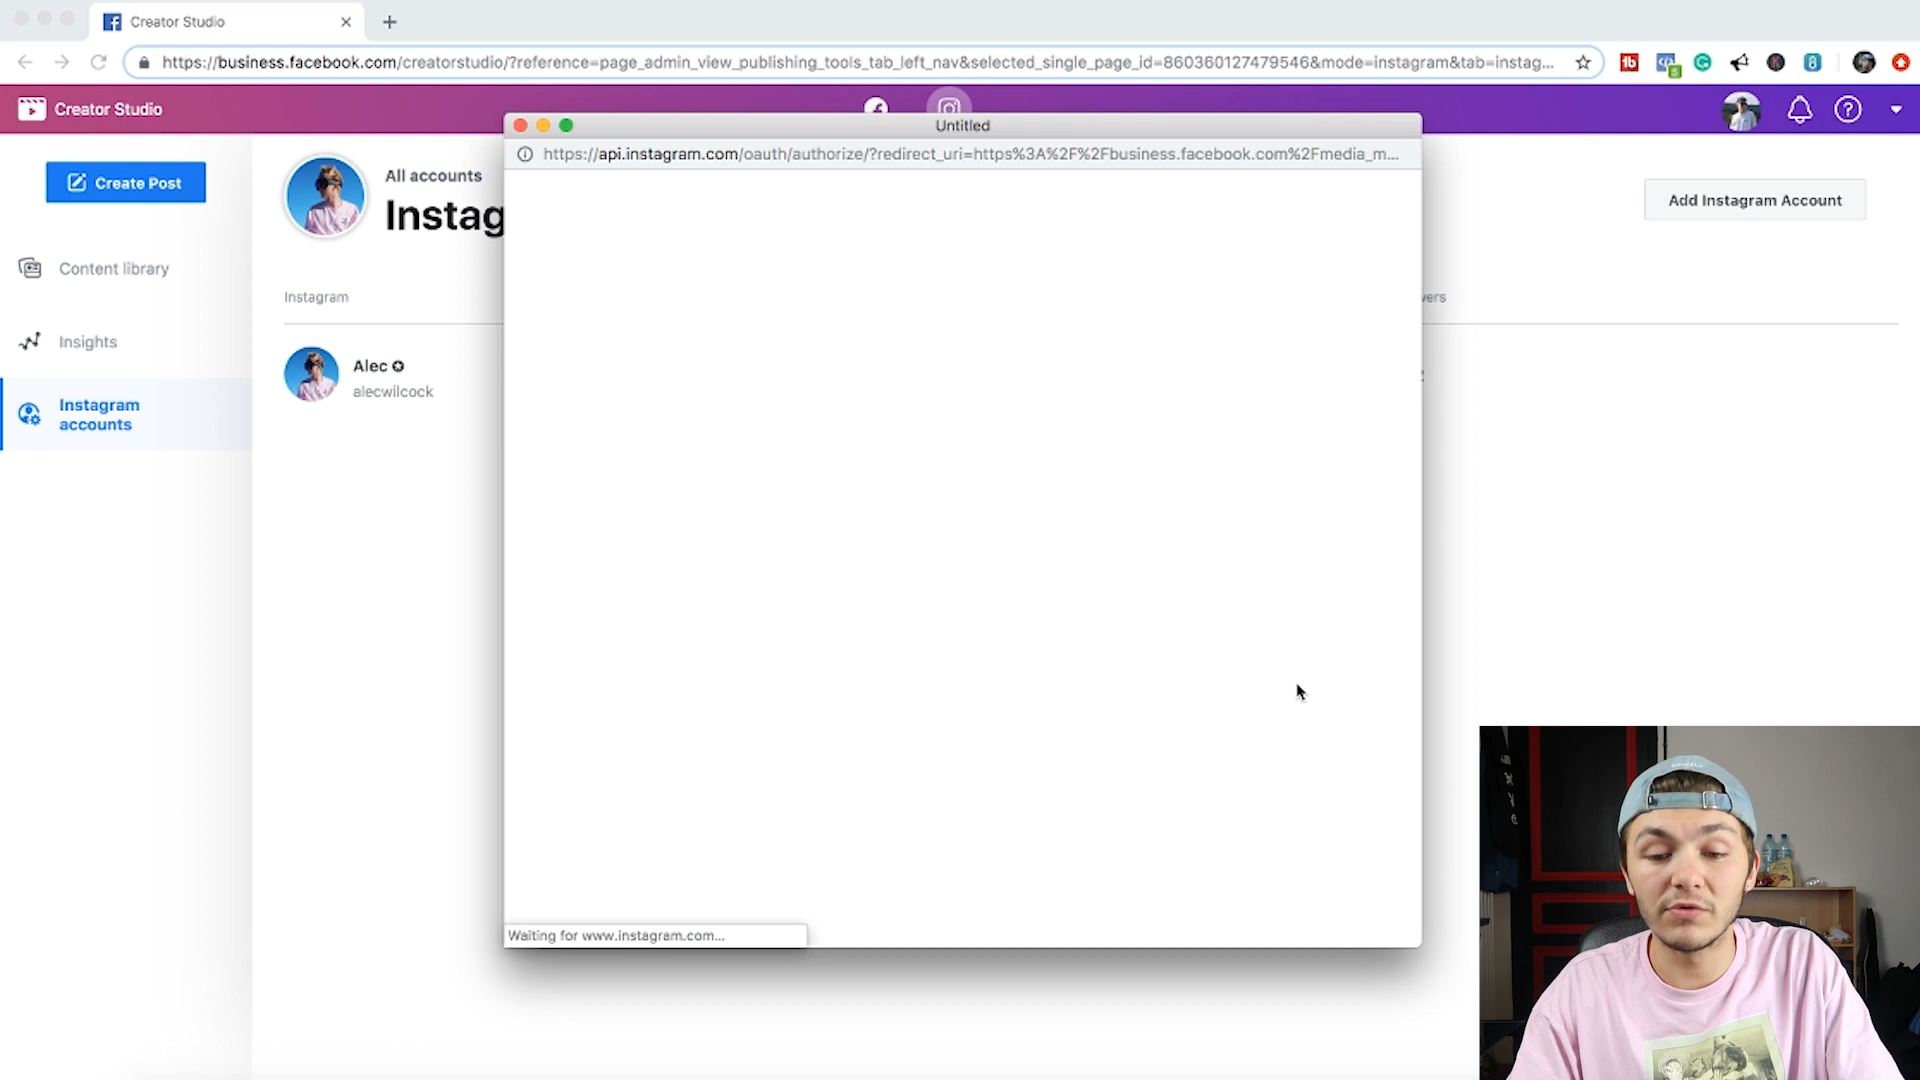 Creator Studio
https://business.facebook.com/creatorstudio/?reference=page_admin_view_publishing_tools_tab_left_nav&selected_single_page_id=860360127479546&mode=instagram&tab=instag...
Creator Studio
Untitled
https://api.instagram.com/oauth/authorize/?redirect_uri=https%3A%2F%2Fbusiness.facebook.com%2Fmedia_m...
Create Post
All accounts
Instag
Add Instagram Account
Content library
Instagram
vers
Insights
Alec
alecwilcock
Instagram
accounts
Waiting for www.instagram.com...